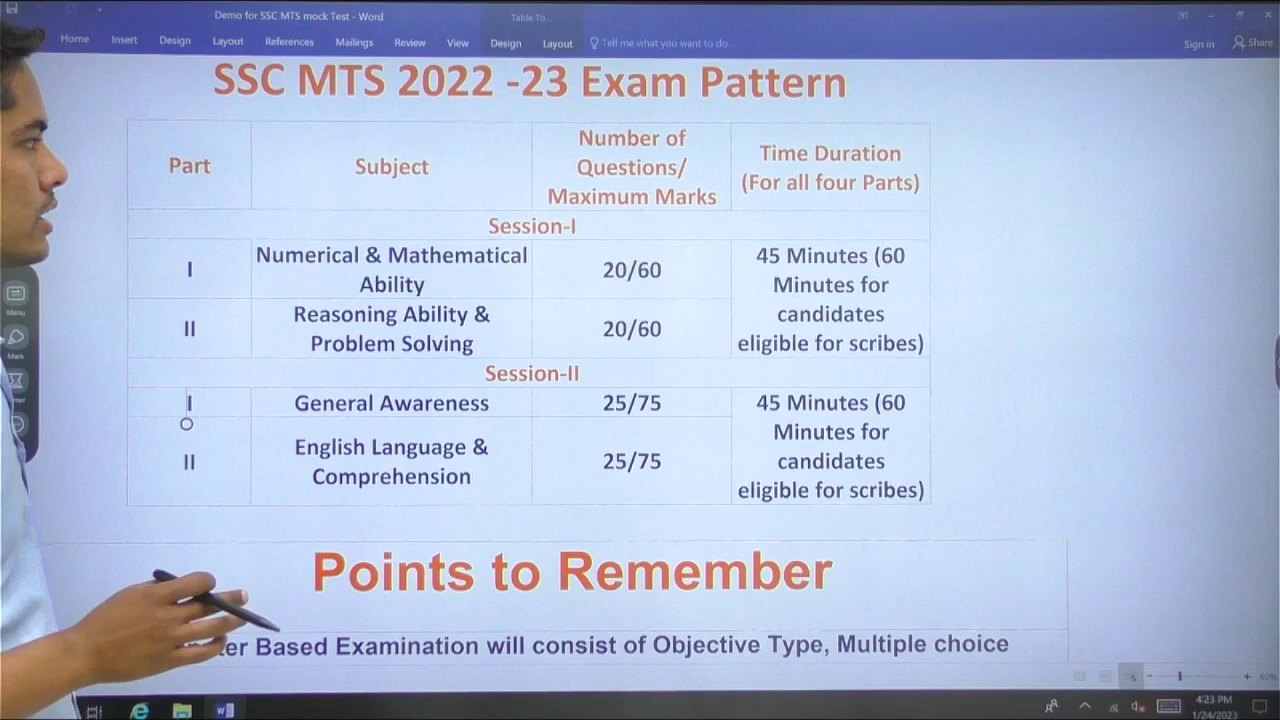 Demo for SSC MTS mock Test - Word
Table To...
Home Insert Design Layout References Mailings Review View Design Layout Tell me what you want to do...
Sign in Share
SSC MTS 2022 -23 Exam Pattern
Part Subject Number of Questions/ Maximum Marks Time Duration (For all four Parts)
Session-I
I Numerical & Mathematical Ability 20/60 45 Minutes (60 Minutes for candidates eligible for scribes)
II Reasoning Ability & Problem Solving 20/60
Session-II
I General Awareness 25/75 45 Minutes (60 Minutes for candidates eligible for scribes)
II English Language & Comprehension 25/75
Menu
Mark
Points to Remember
Based Examination will consist of Objective Type, Multiple choice
60%
4:23 PM
1/24/2023